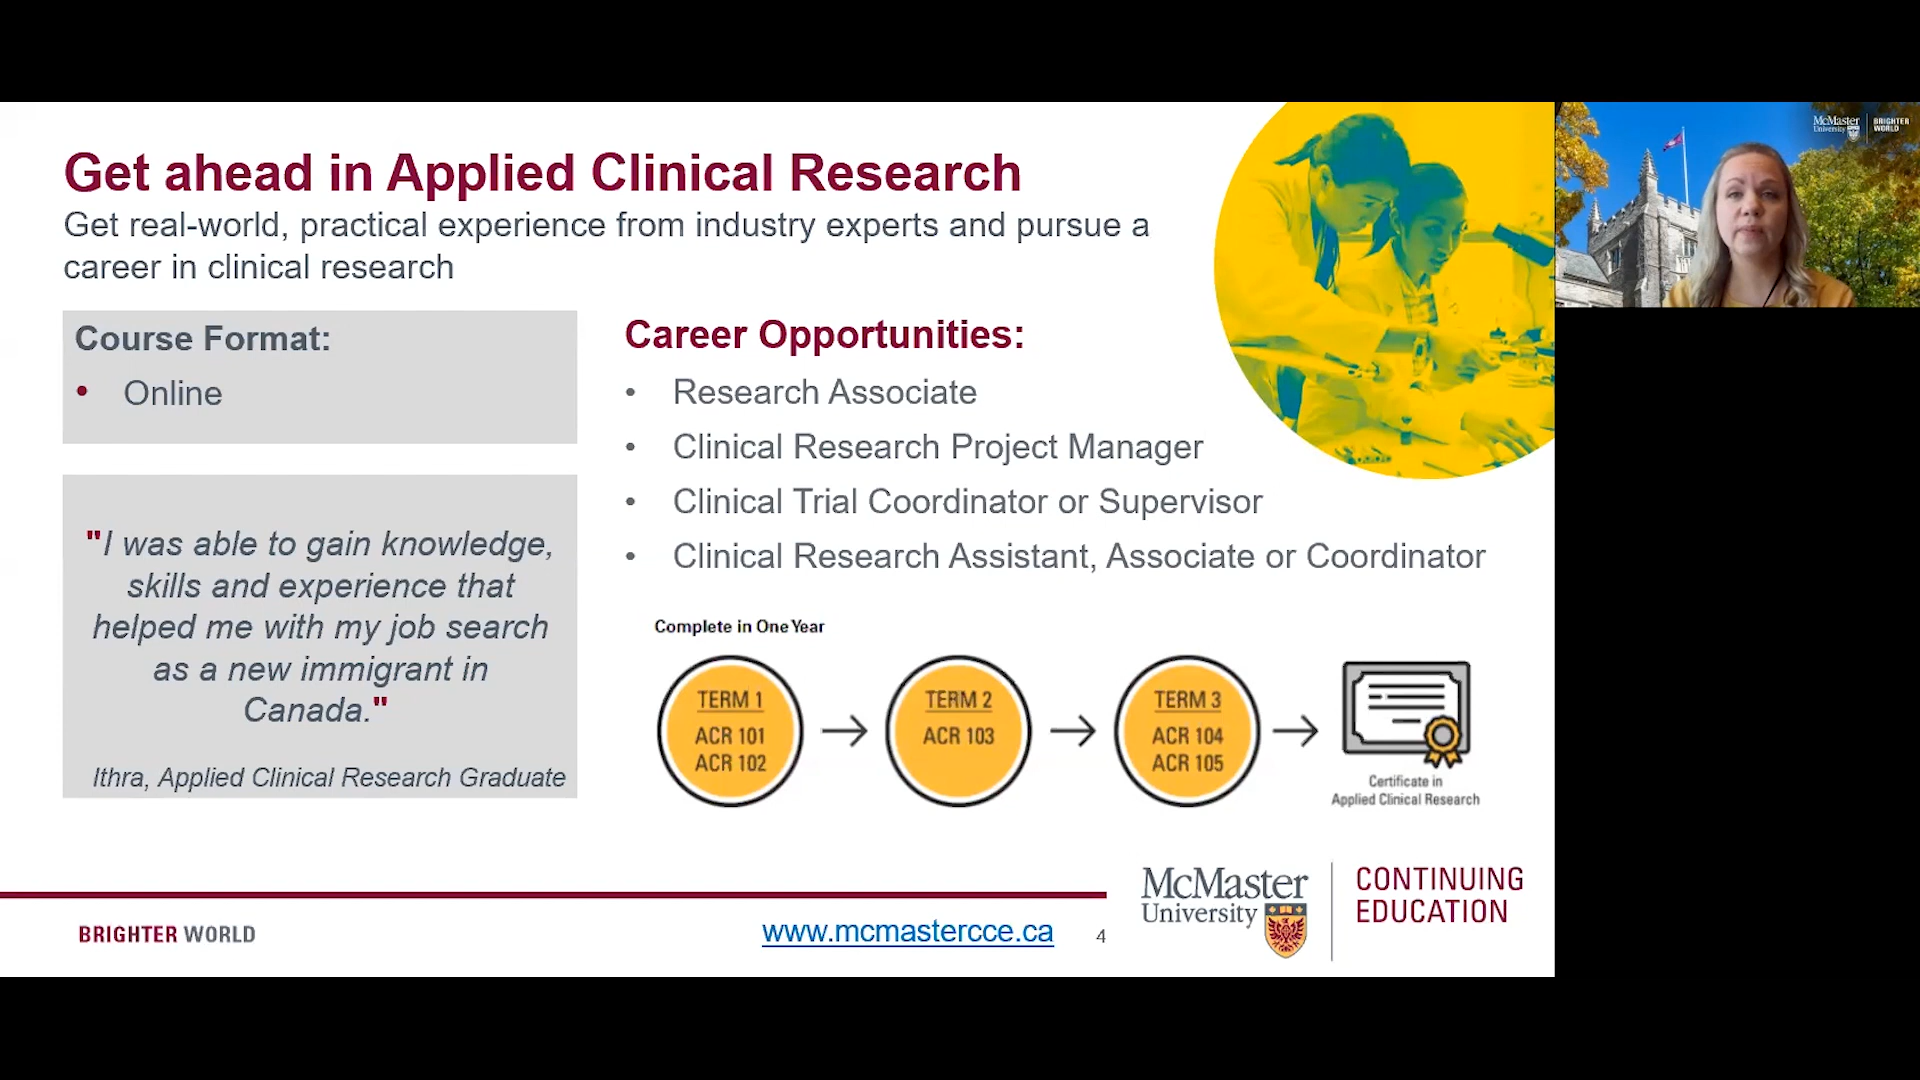 Get ahead in Applied Clinical Research
Get real-world, practical experience from industry experts and pursue a
career in clinical research
Course Format:
• Online
"I was able to gain knowledge,
skills and experience that
helped me with my job search
as a new immigrant in
Canada."
Ithra, Applied Clinical Research Graduate
Career Opportunities:
• Research Associate
• Clinical Research Project Manager
• Clinical Trial Coordinator or Supervisor
• Clinical Research Assistant, Associate or Coordinator
Complete in One Year
TERM 1
ACR 101
ACR 102
TERM 2
ACR 103
TERM 3
ACR 104
ACR 105
Certificate in
Applied Clinical Research
BRIGHTER WORLD
www.mcmastercce.ca
4
McMaster
University
CONTINUING
EDUCATION
McMaster
University
BRIGHTER
WORLD